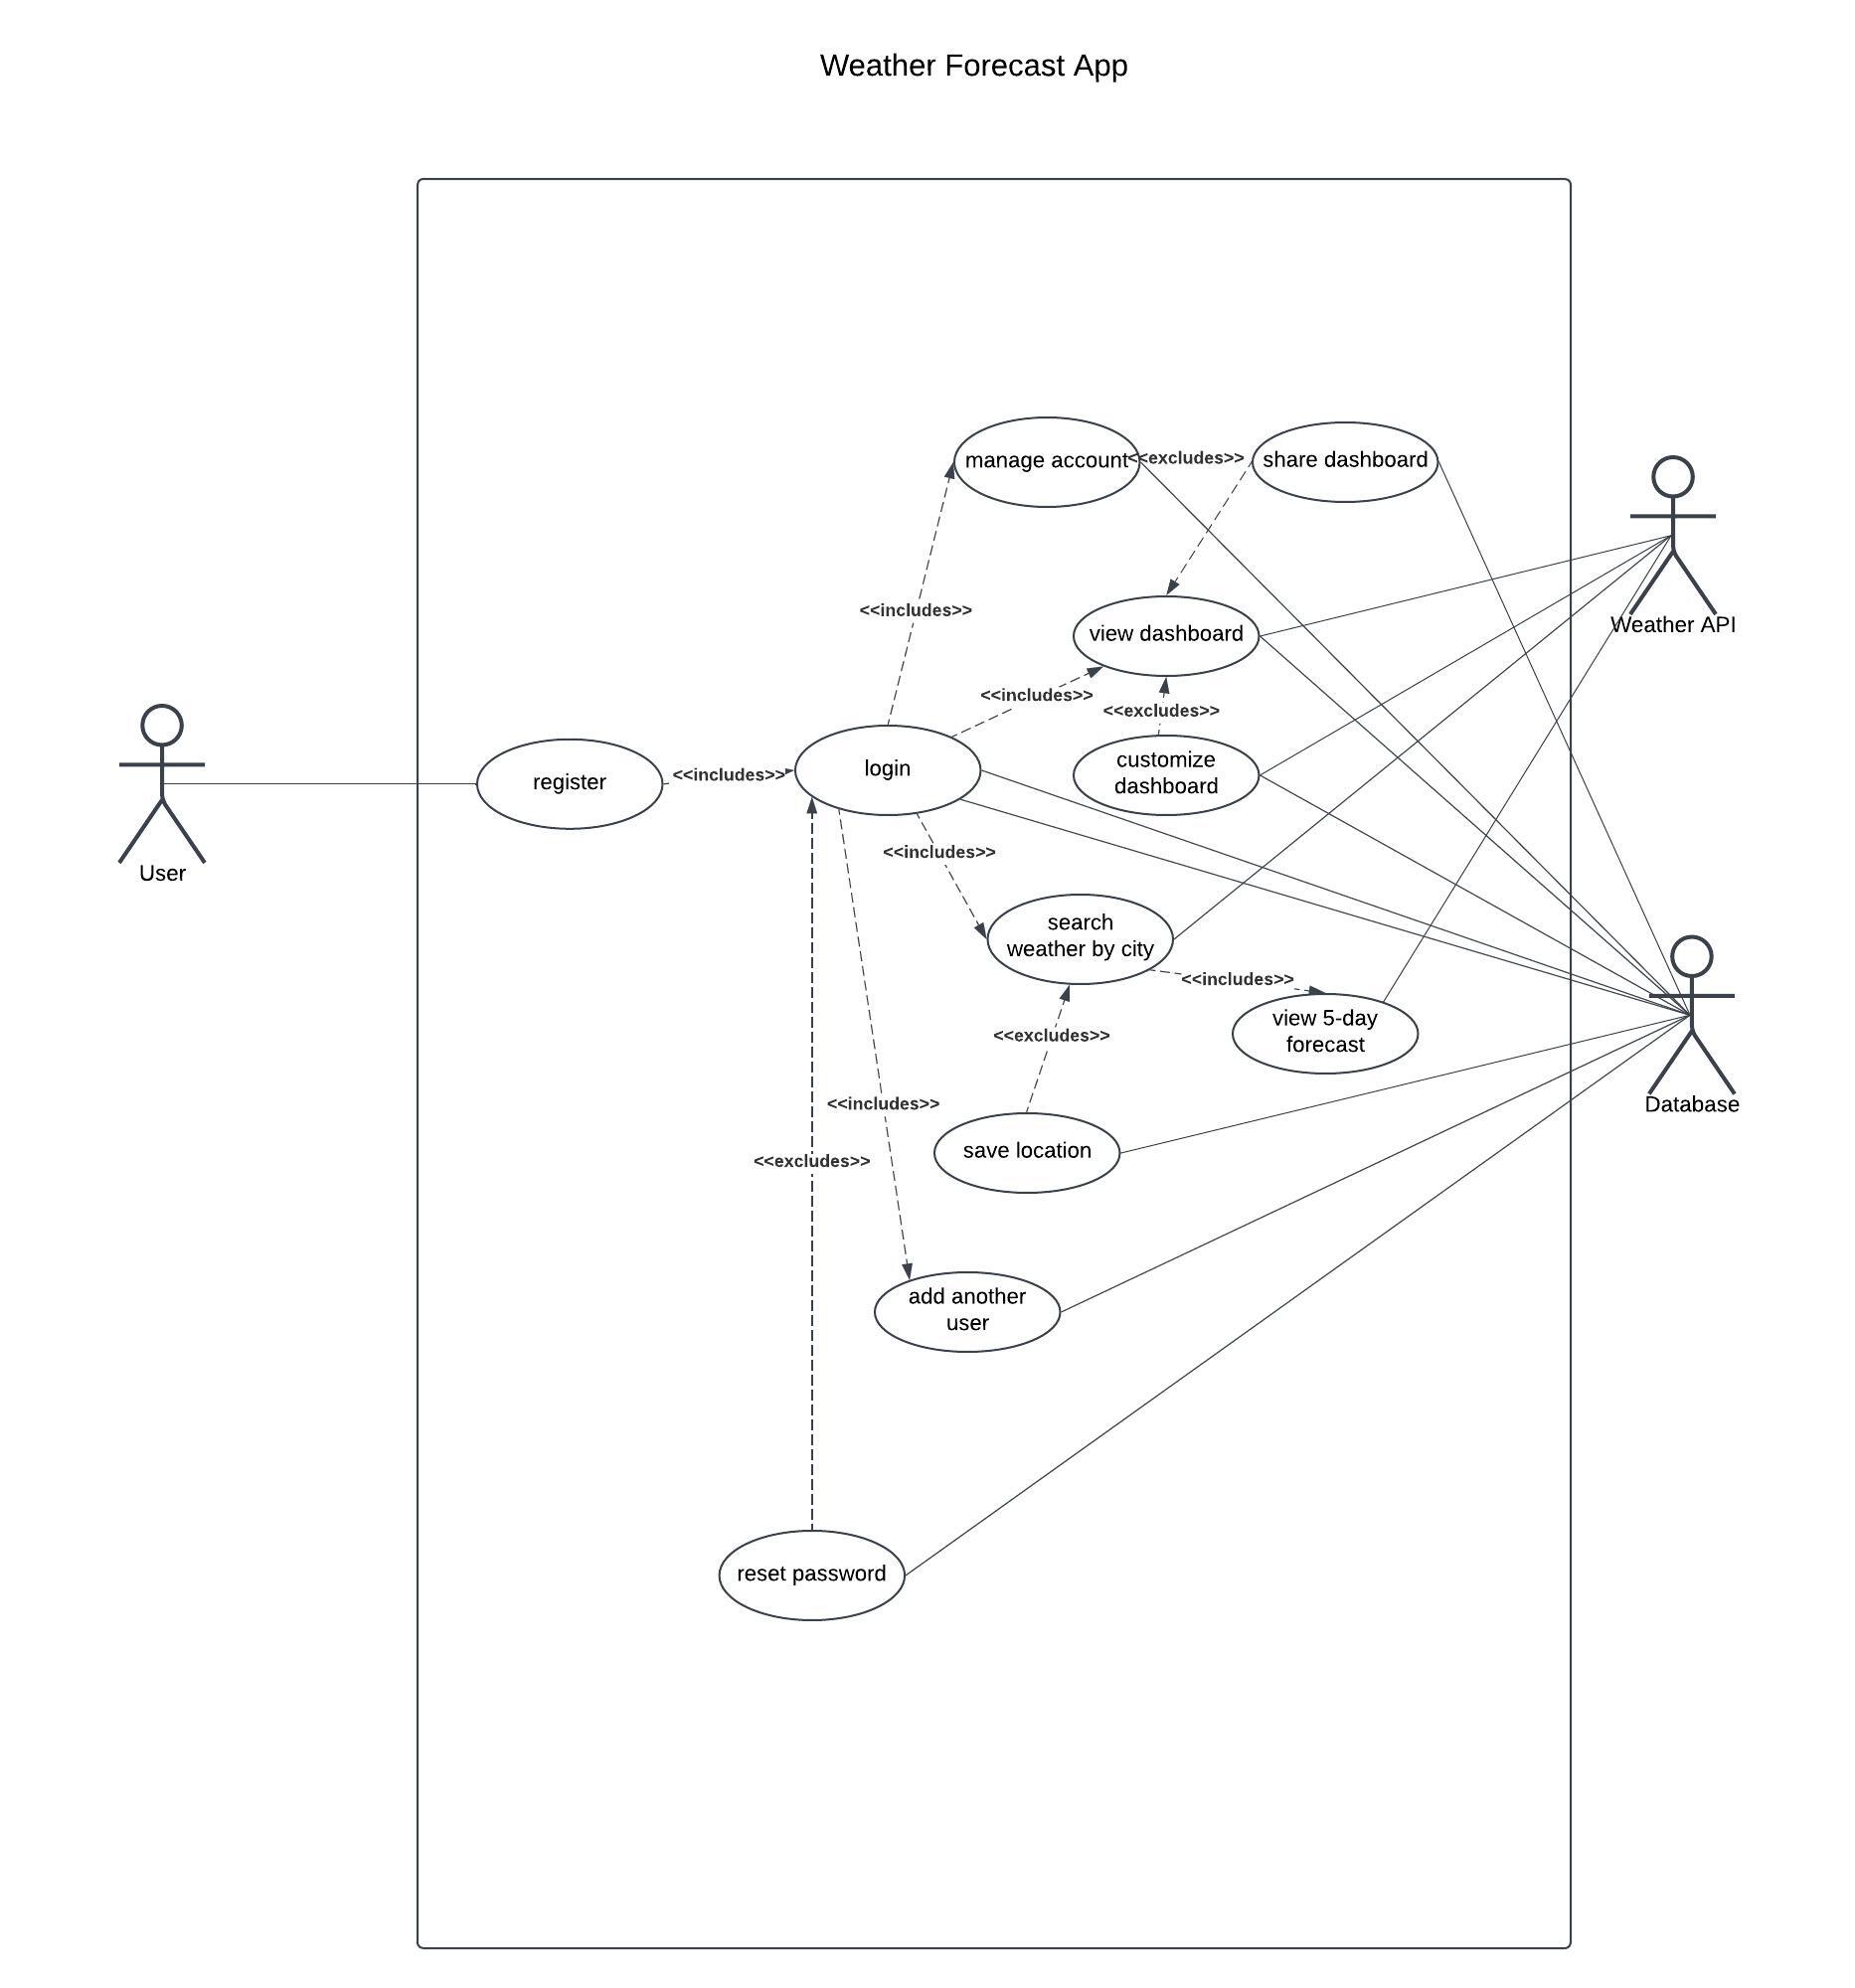 Weather Forecast App
manage account
<<excludes>>
share dashboard
<<includes>>
Weather API
view dashboard
<<includes>>
<<excludes>>
customize
dashboard
login
<<includes>>
register
User
<<includes>>
search
weather by city
<<includes>>
view 5-day
forecast
<<excludes>>
<<includes>>
Database
save location
<<excludes>>
add another
user
reset password